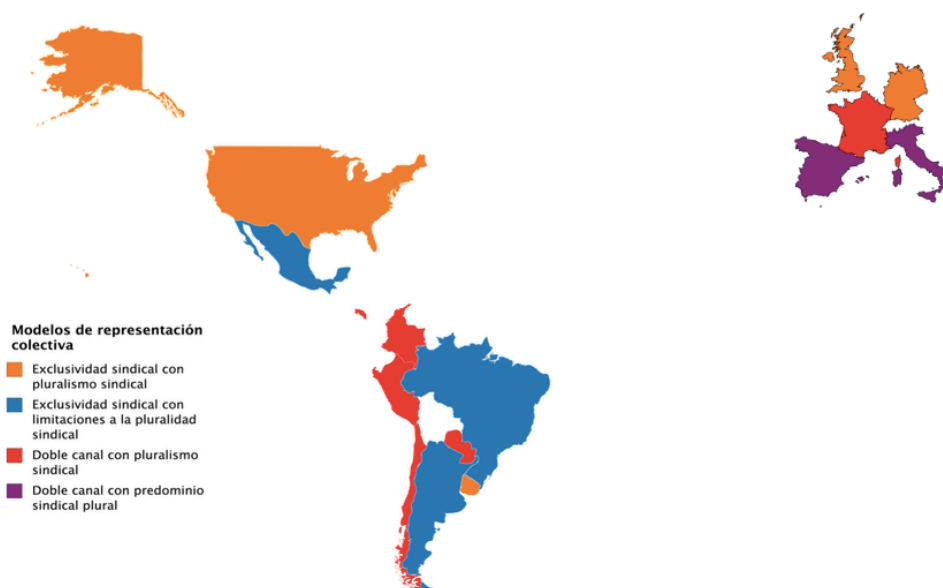 Modelos de representación
colectiva
Exclusividad sindical con
pluralismo sindical
Exclusividad sindical con
limitaciones a la pluralidad
sindical
Doble canal con pluralismo
sindical
Doble canal con predominio
sindical plural